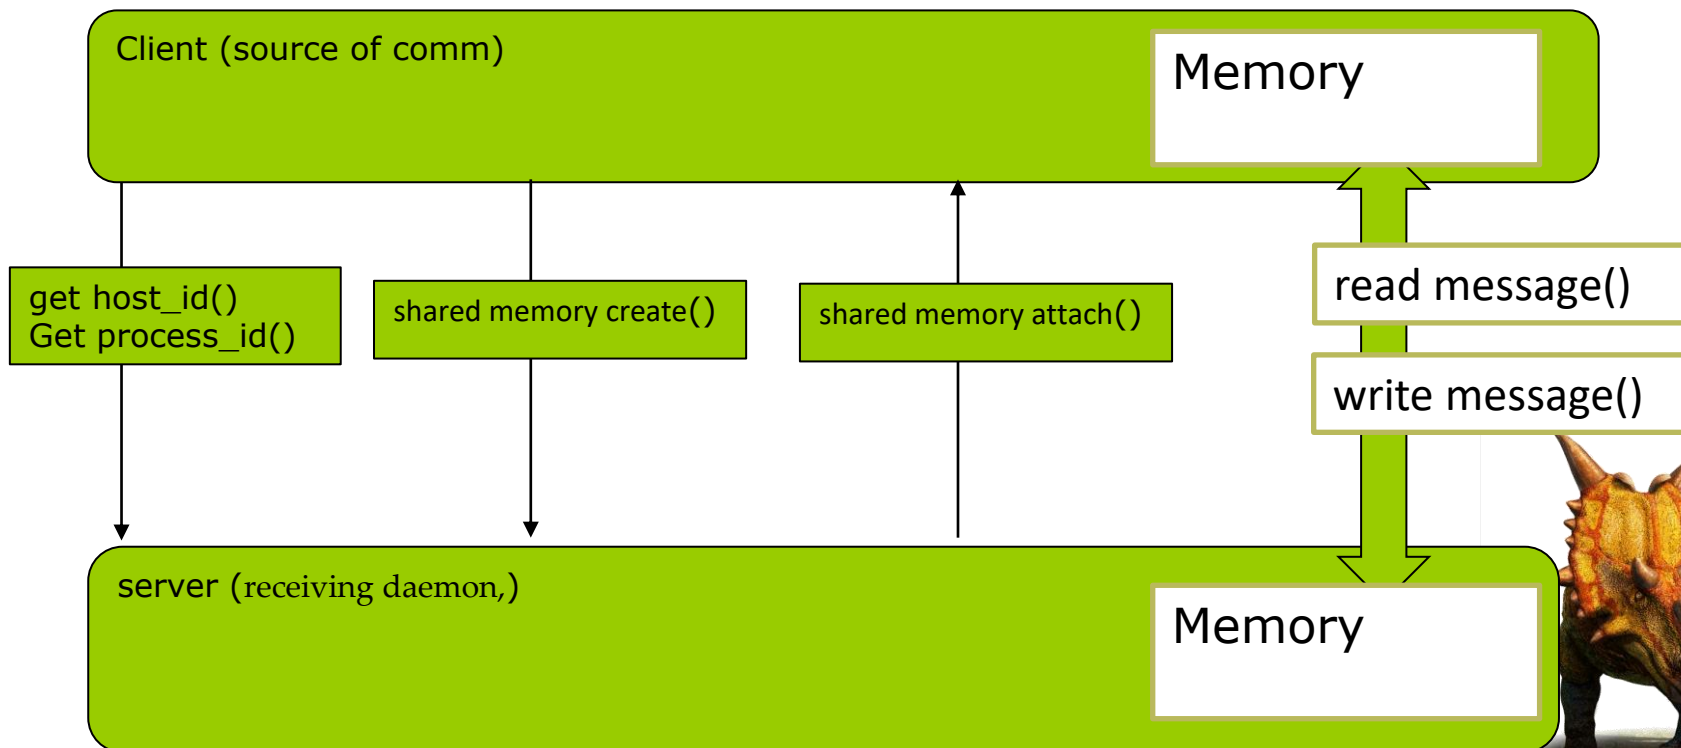 Client (source of comm)
Memory
get host_id()
Get process_id()
shared memory create()
shared memory attach()
read message()
write message()
server (receiving daemon,)
Memory